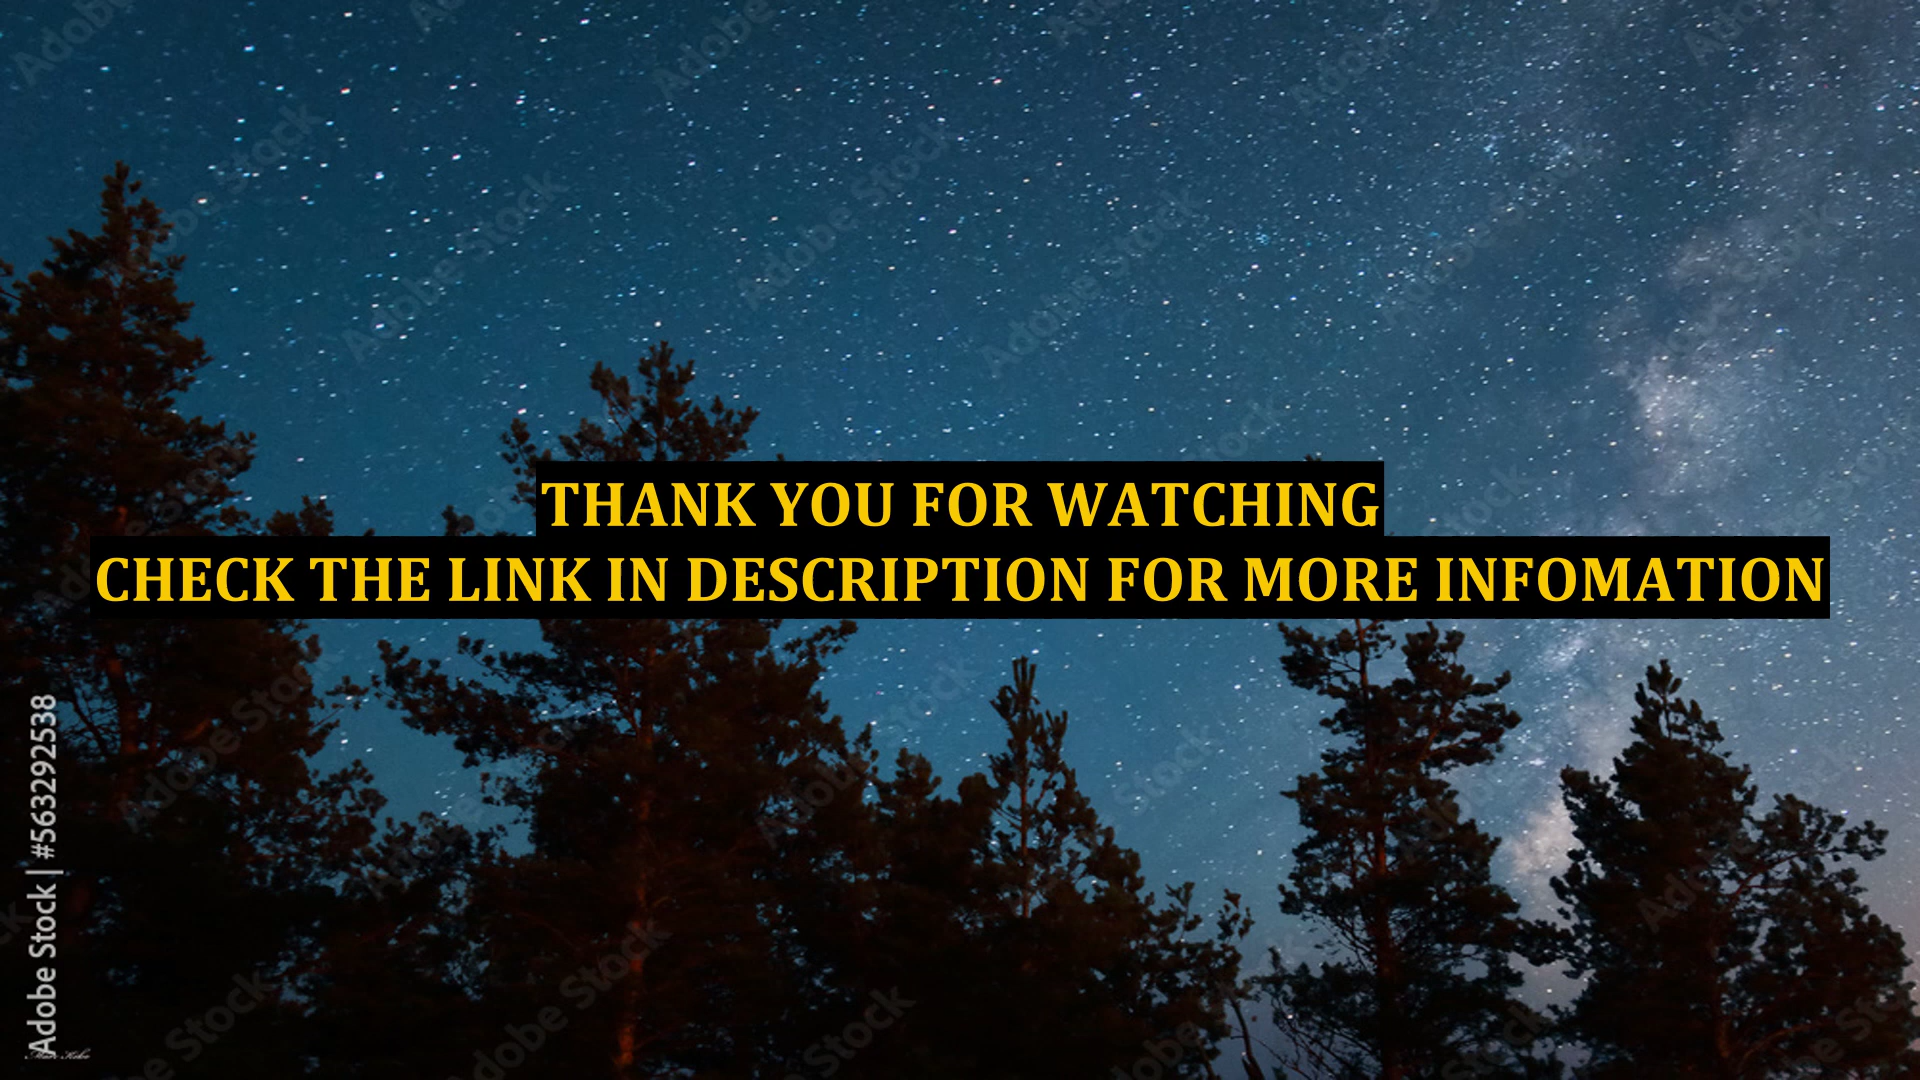 THANK YOU FOR WATCHING
CHECK THE LINK IN DESCRIPTION FOR MORE INFOMATION
Adobe Stock | #563292538